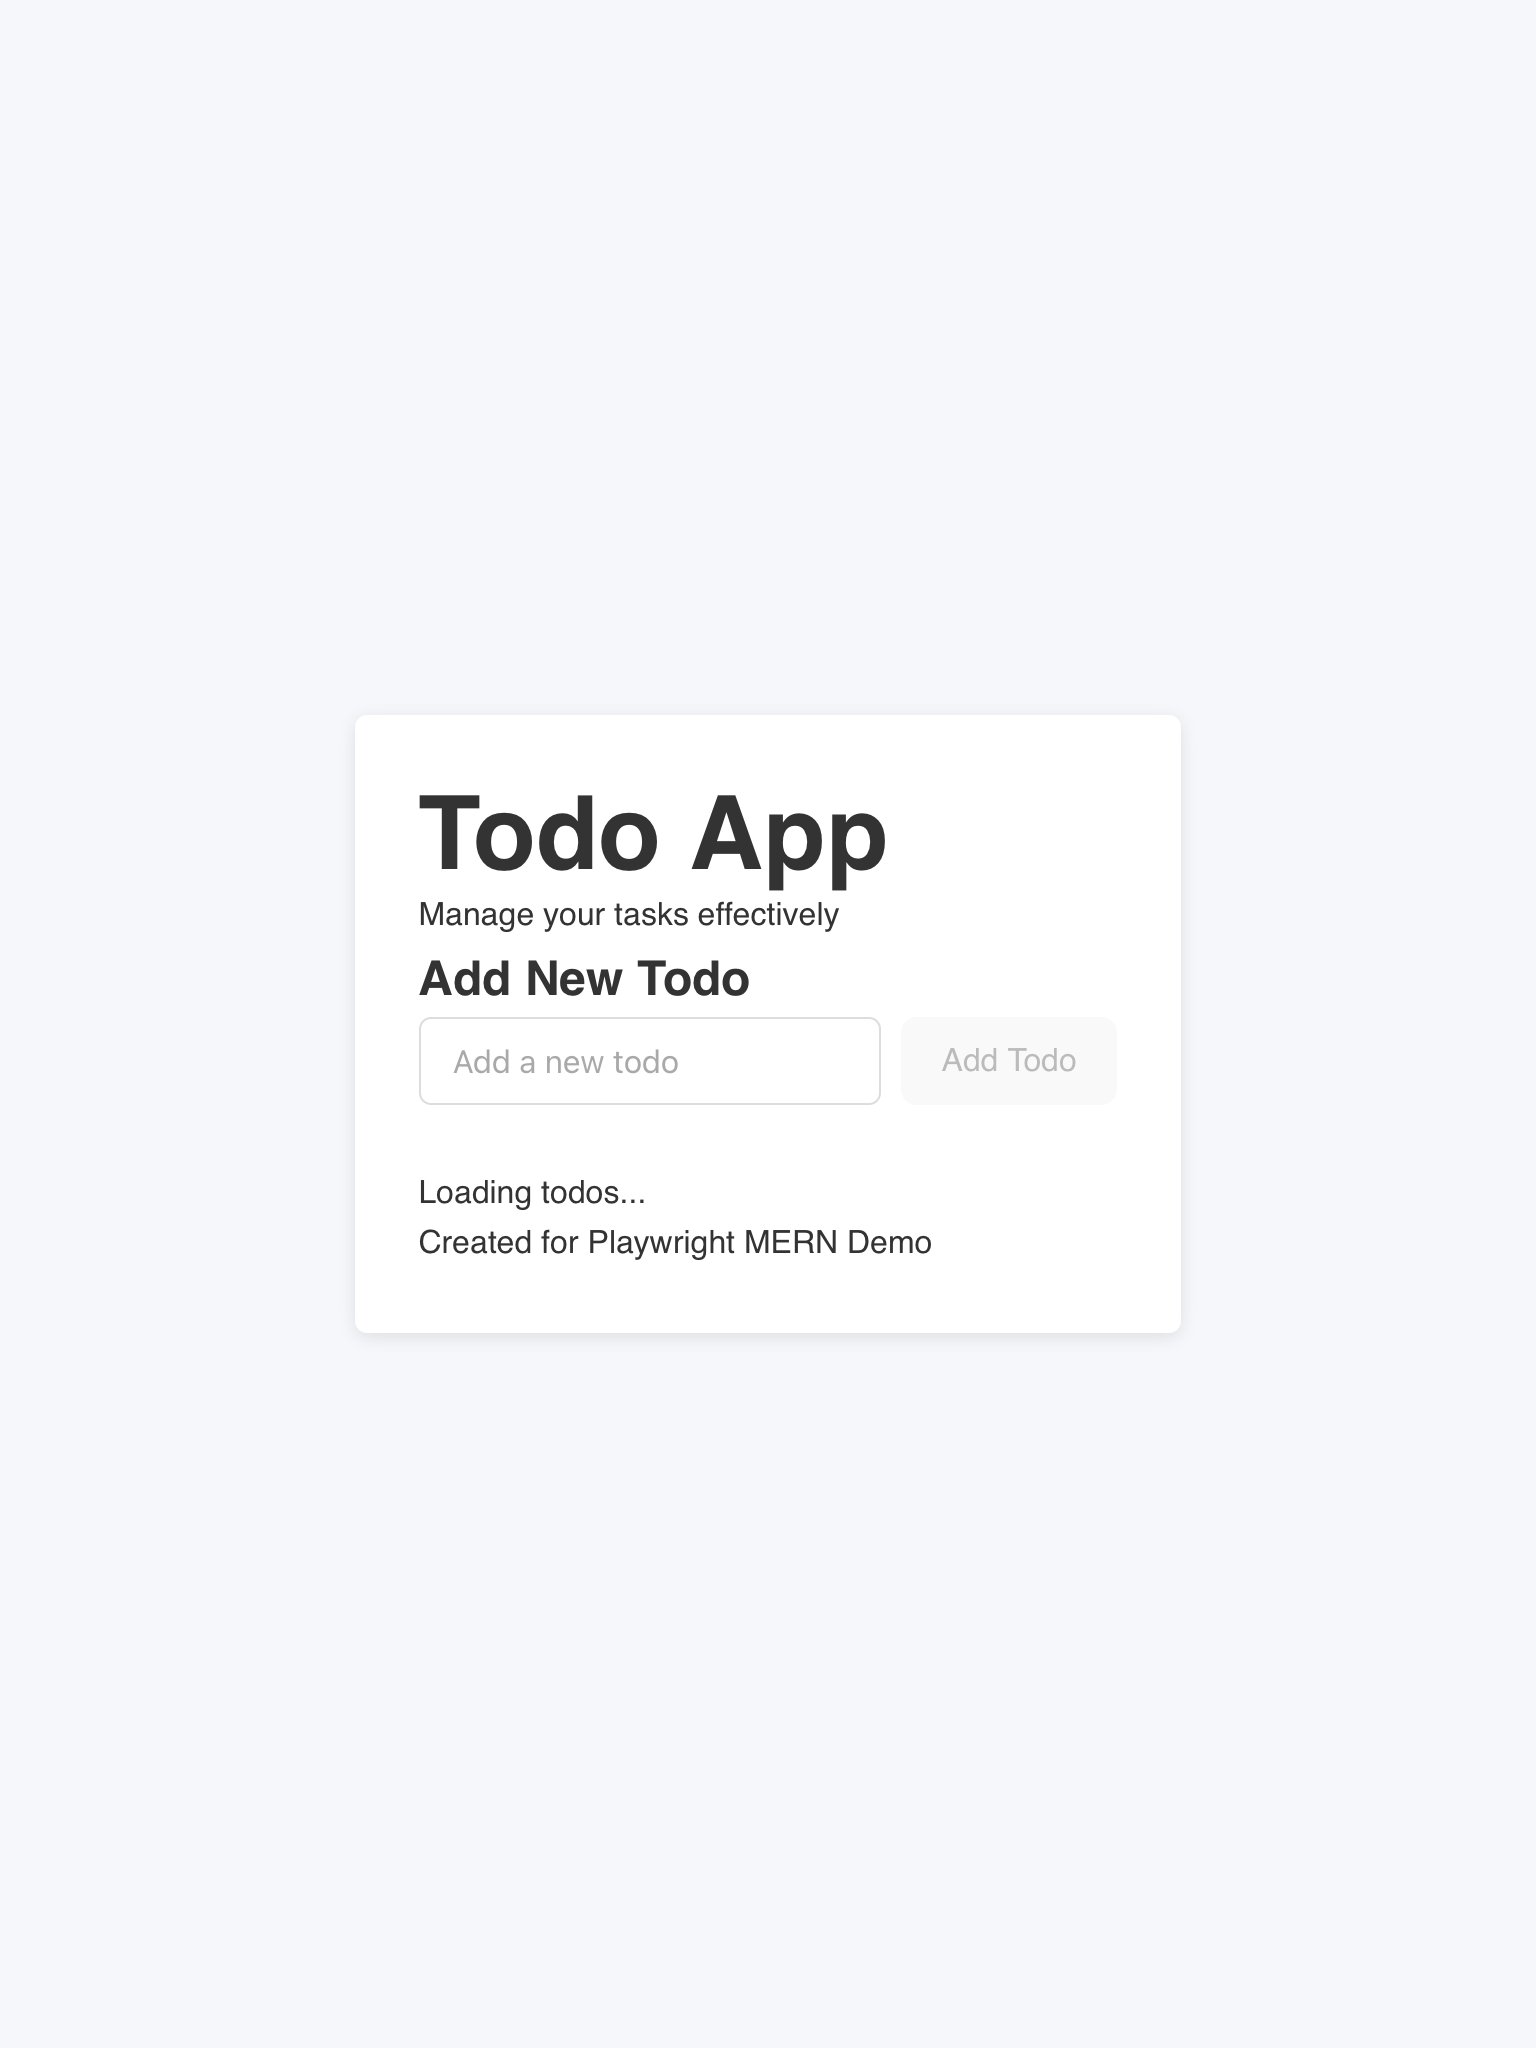 Todo App
Manage your tasks effectively
Add New Todo
Add a new todo
Add Todo
Loading todos...
Created for Playwright MERN Demo